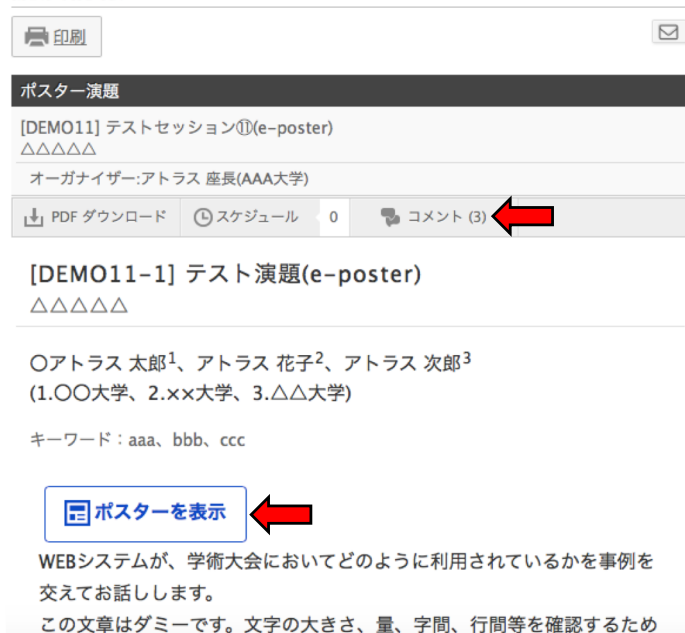 印刷
ポスター演題
[DEMO11] テストセッション⑪(e-poster)
△△△△△
オーガナイザー:アトラス 座長(AAA大学)
PDF ダウンロード スケジュール 0 コメント (3)
[DEMO11-1] テスト演題(e-poster)
△△△△△
〇アトラス 太郎1、アトラス 花子2、アトラス 次郎3
(1.〇〇大学、2.××大学、3.△△大学)
キーワード：aaa、bbb、ccc
ポスターを表示
WEBシステムが、学術大会においてどのように利用されているかを事例を
交えてお話しします。
この文章はダミーです。文字の大きさ、量、字間、行間等を確認するため